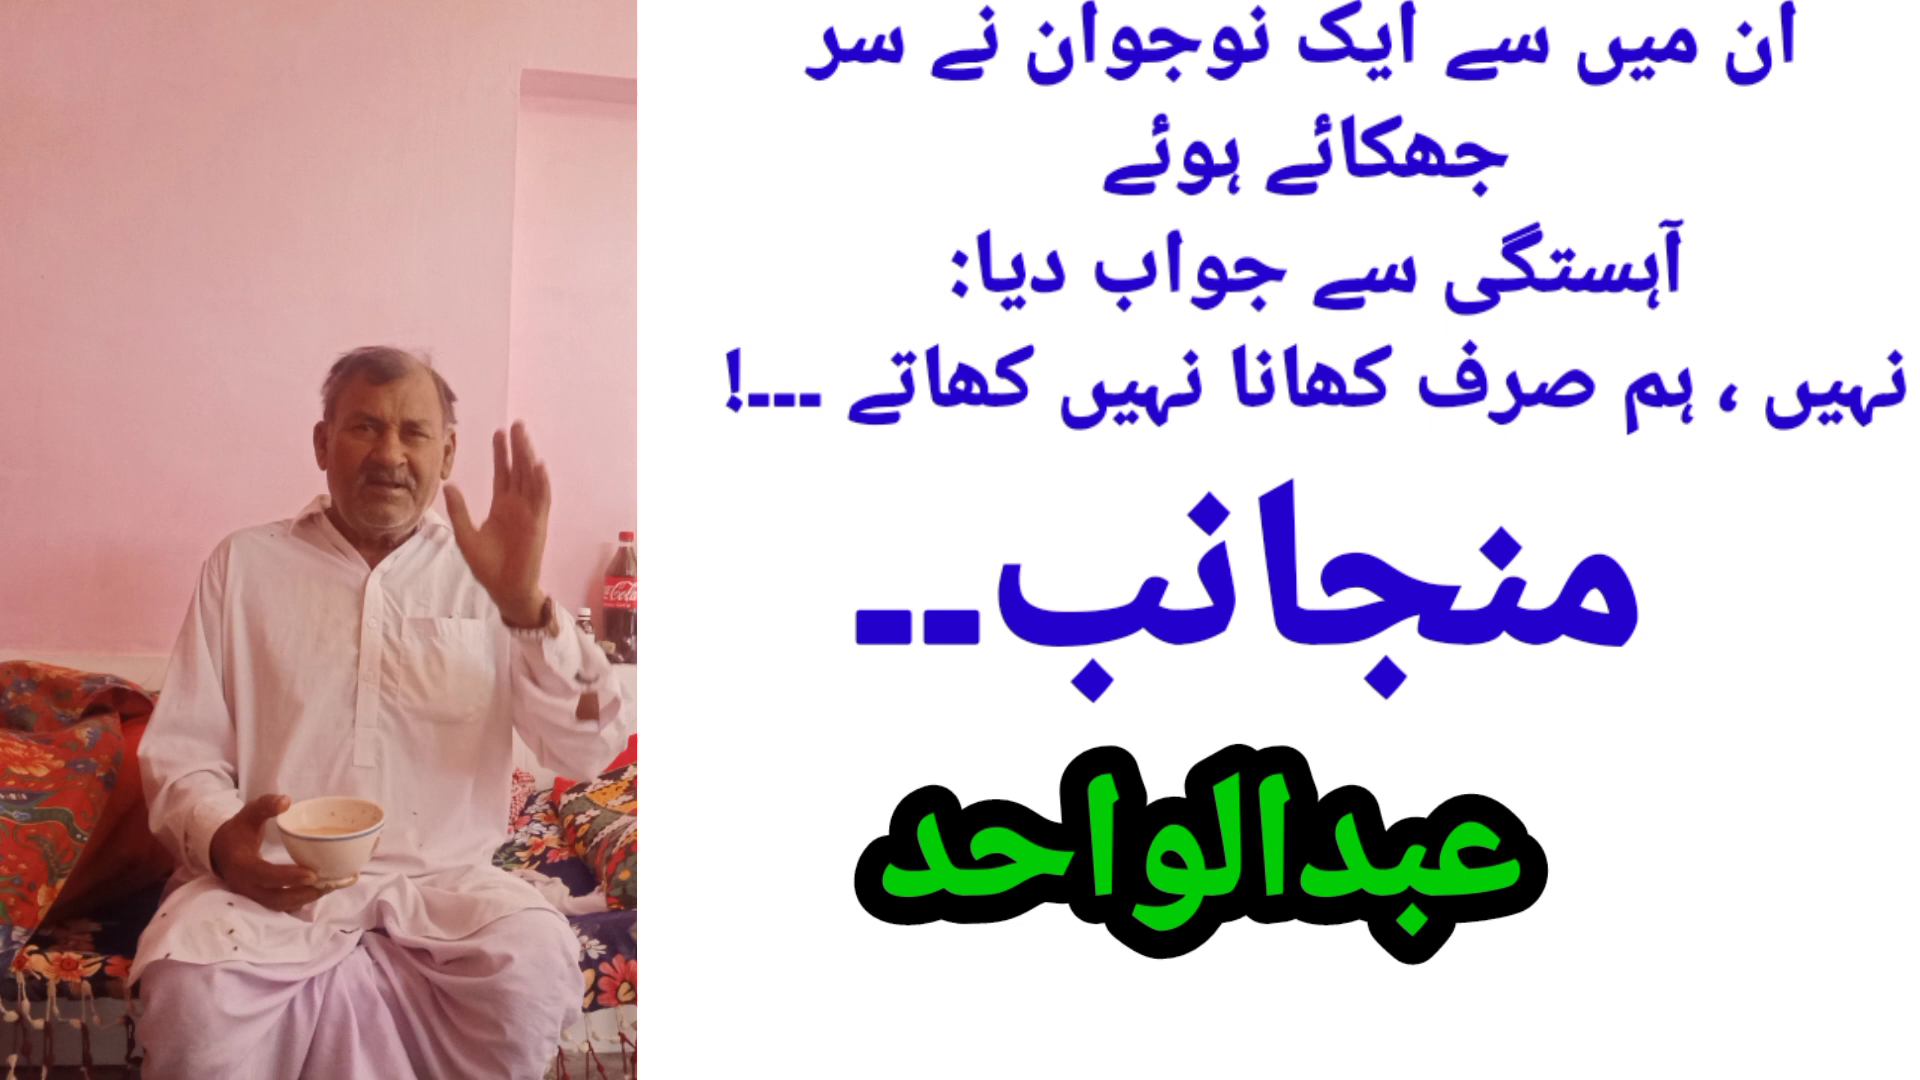 ان میں سے ایک نوجوان نے سر
جھکائے ہوئے
آہستگی سے جواب دیا:
نہیں ، ہم صرف کھانا نہیں کھاتے ---!
منجانب--
عبدالواحد